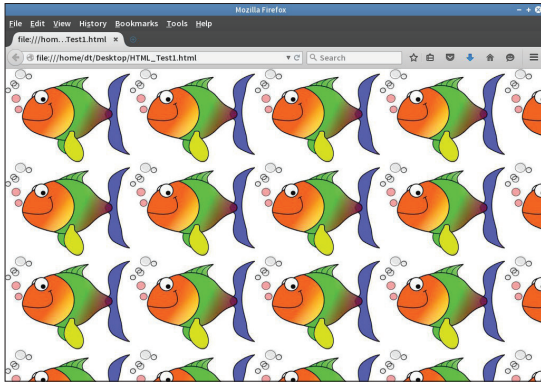 Mozilla Firefox
File Edit View History Bookmarks Tools Help
file:///hom...Test1.html
file:///home/dt/Desktop/HTML_Test1.html Search